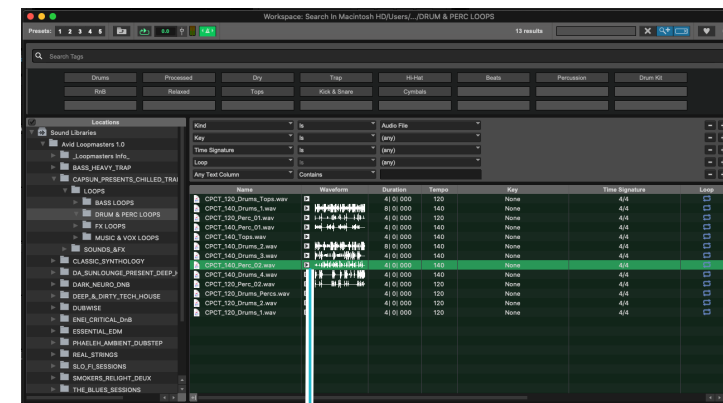 Workspace: Search In Macintosh HD/Users/.../DRUM & PERC LOOPS
Presets: 1 2 3 4 5 0.0 13 results
Search Tags
Drums Processed Dry Trap Hi-Hat Beats Percussion Drum Kit
RnB Relaxed Tops Kick & Snare Cymbals
Locations
Sound Libraries
Avid Loopmasters 1.0
_Loopmasters Info_
BASS_HEAVY_TRAP
CAPSUN_PRESENTS_CHILLED_TRAI
LOOPS
BASS LOOPS
DRUM & PERC LOOPS
FX LOOPS
MUSIC & VOX LOOPS
SOUNDS_&FX
CLASSIC_SYNTHOLOGY
DA_SUNLOUNGE_PRESENT_DEEP_H
DARK_NEURO_DNB
DEEP_&_DIRTY_TECH_HOUSE
DUBWISE
ENEI_CRITICAL_DnB
ESSENTIAL_EDM
PHAELEH_AMBIENT_DUBSTEP
REAL_STRINGS
SLO_FI_SESSIONS
SMOKERS_RELIGHT_DEUX
THE_BLUES_SESSIONS
Kind Is Audio File
Key Is (any)
Time Signature Is (any)
Loop Is (any)
Any Text Column Contains
Name Waveform Duration Tempo Key Time Signature Loop
CPCT_120_Drums_Tops.wav 4| 0| 000 120 None 4/4
CPCT_140_Drums_1.wav 8| 0| 000 140 None 4/4
CPCT_120_Perc_01.wav 4| 0| 000 120 None 4/4
CPCT_140_Perc_01.wav 4| 0| 000 140 None 4/4
CPCT_140_Tops.wav 4| 0| 000 140 None 4/4
CPCT_140_Drums_2.wav 8| 0| 000 140 None 4/4
CPCT_140_Drums_3.wav 4| 0| 000 140 None 4/4
CPCT_140_Perc_02.wav 4| 0| 000 140 None 4/4
CPCT_140_Drums_4.wav 4| 0| 000 140 None 4/4
CPCT_120_Perc_02.wav 4| 0| 000 120 None 4/4
CPCT_120_Drums_Percs.wav 4| 0| 000 120 None 4/4
CPCT_120_Drums_2.wav 4| 0| 000 120 None 4/4
CPCT_120_Drums_1.wav 4| 0| 000 120 None 4/4